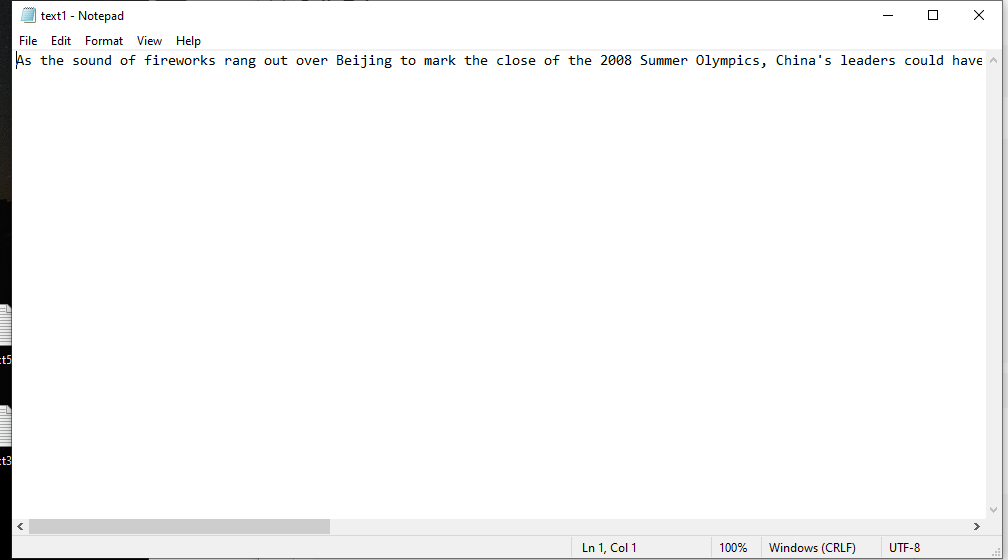 text1 - Notepad
File Edit Format View Help
As the sound of fireworks rang out over Beijing to mark the close of the 2008 Summer Olympics, China's leaders could have
t5
t3
Ln 1, Col 1 100% Windows (CRLF) UTF-8